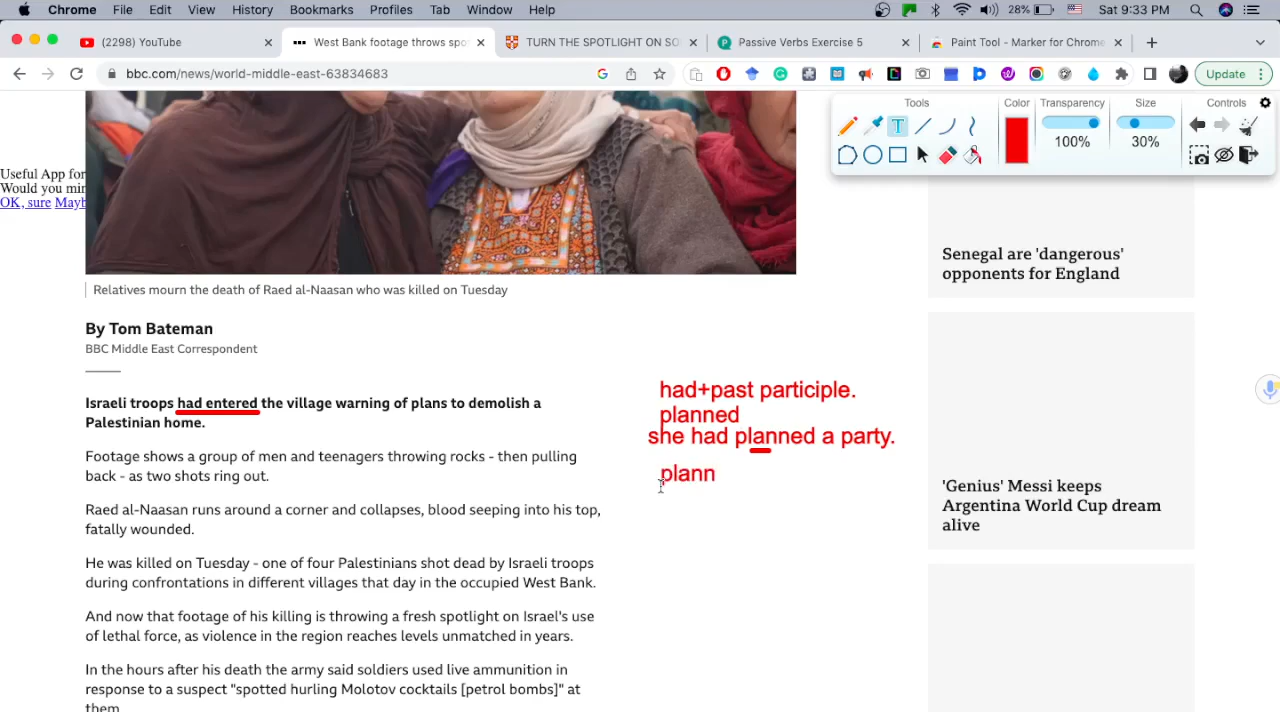 Chrome File Edit View History Bookmarks Profiles Tab Window Help 28% Sat 9:33 PM
(2298) YouTube West Bank footage throws spo TURN THE SPOTLIGHT ON SO Passive Verbs Exercise 5 Paint Tool - Marker for Chrome
bbc.com/news/world-middle-east-63834683 Update
Tools Color Transparency Size Controls
100% 30%
Useful App for
Would you min
OK, sure Mayb
Relatives mourn the death of Raed al-Naasan who was killed on Tuesday
By Tom Bateman
BBC Middle East Correspondent
Israeli troops had entered the village warning of plans to demolish a
Palestinian home.
Footage shows a group of men and teenagers throwing rocks - then pulling
back - as two shots ring out.
Raed al-Naasan runs around a corner and collapses, blood seeping into his top,
fatally wounded.
He was killed on Tuesday - one of four Palestinians shot dead by Israeli troops
during confrontations in different villages that day in the occupied West Bank.
And now that footage of his killing is throwing a fresh spotlight on Israel's use
of lethal force, as violence in the region reaches levels unmatched in years.
In the hours after his death the army said soldiers used live ammunition in
response to a suspect "spotted hurling Molotov cocktails [petrol bombs]" at
them.
had+past participle.
planned
she had planned a party.
plann
Senegal are 'dangerous'
opponents for England
'Genius' Messi keeps
Argentina World Cup dream
alive